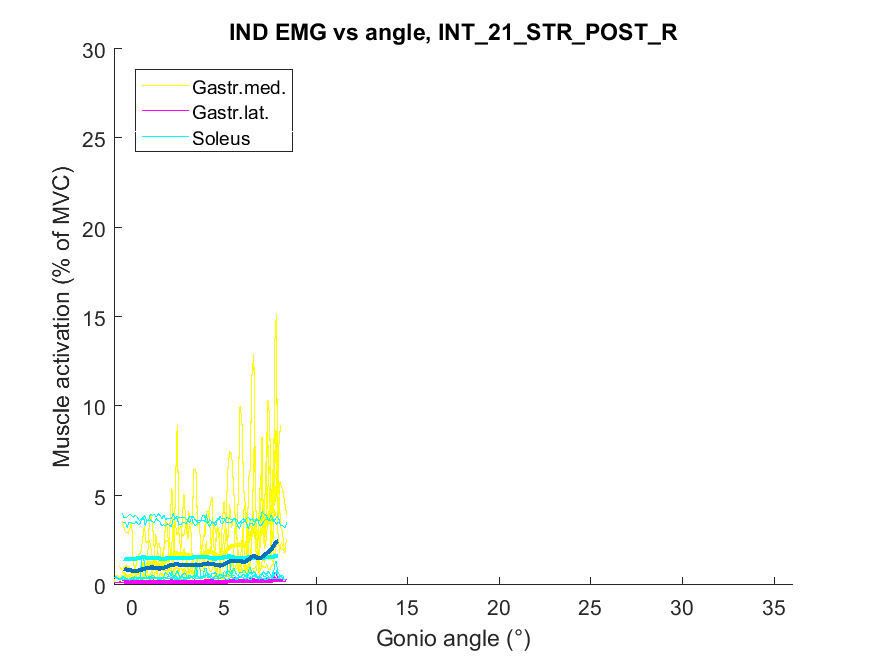 IND EMG vs angle, INT_21_STR_POST_R
30
25
20
15
10
5
0
Muscle activation (% of MVC)
Gastr.med.
Gastr.lat.
Soleus
0 5 10 15 20 25 30 35
Gonio angle (°)